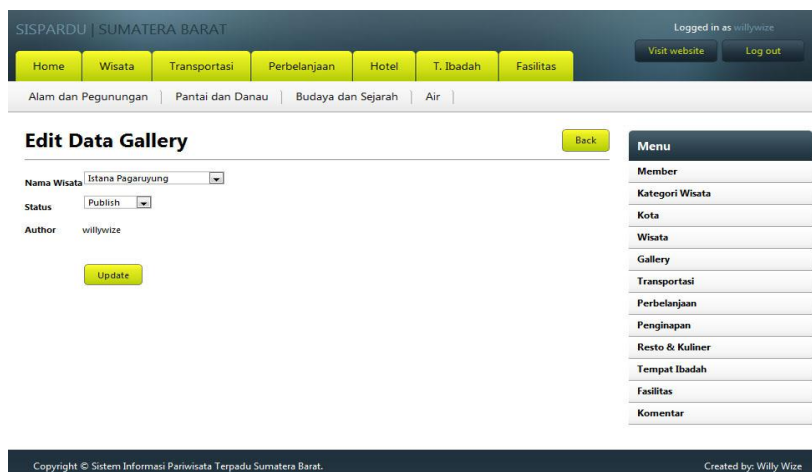 SISPARDU | SUMATERA BARAT
Logged in as willywize
Visit website Log out
Home Wisata Transportasi Perbelanjaan Hotel T. Ibadah Fasilitas
Alam dan Pegunungan | Pantai dan Danau | Budaya dan Sejarah | Air |
Edit Data Gallery
Back
Nama Wisata Istana Pagaruyung
Status Publish
Author willywize
Update
Menu
Member
Kategori Wisata
Kota
Wisata
Gallery
Transportasi
Perbelanjaan
Penginapan
Resto & Kuliner
Tempat Ibadah
Fasilitas
Komentar
Copyright © Sistem Informasi Pariwisata Terpadu Sumatera Barat.
Created by: Willy Wize